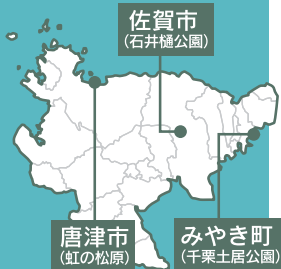 佐賀市
（石井樋公園）
唐津市
（虹の松原）
みやき町
（千栗土居公園）